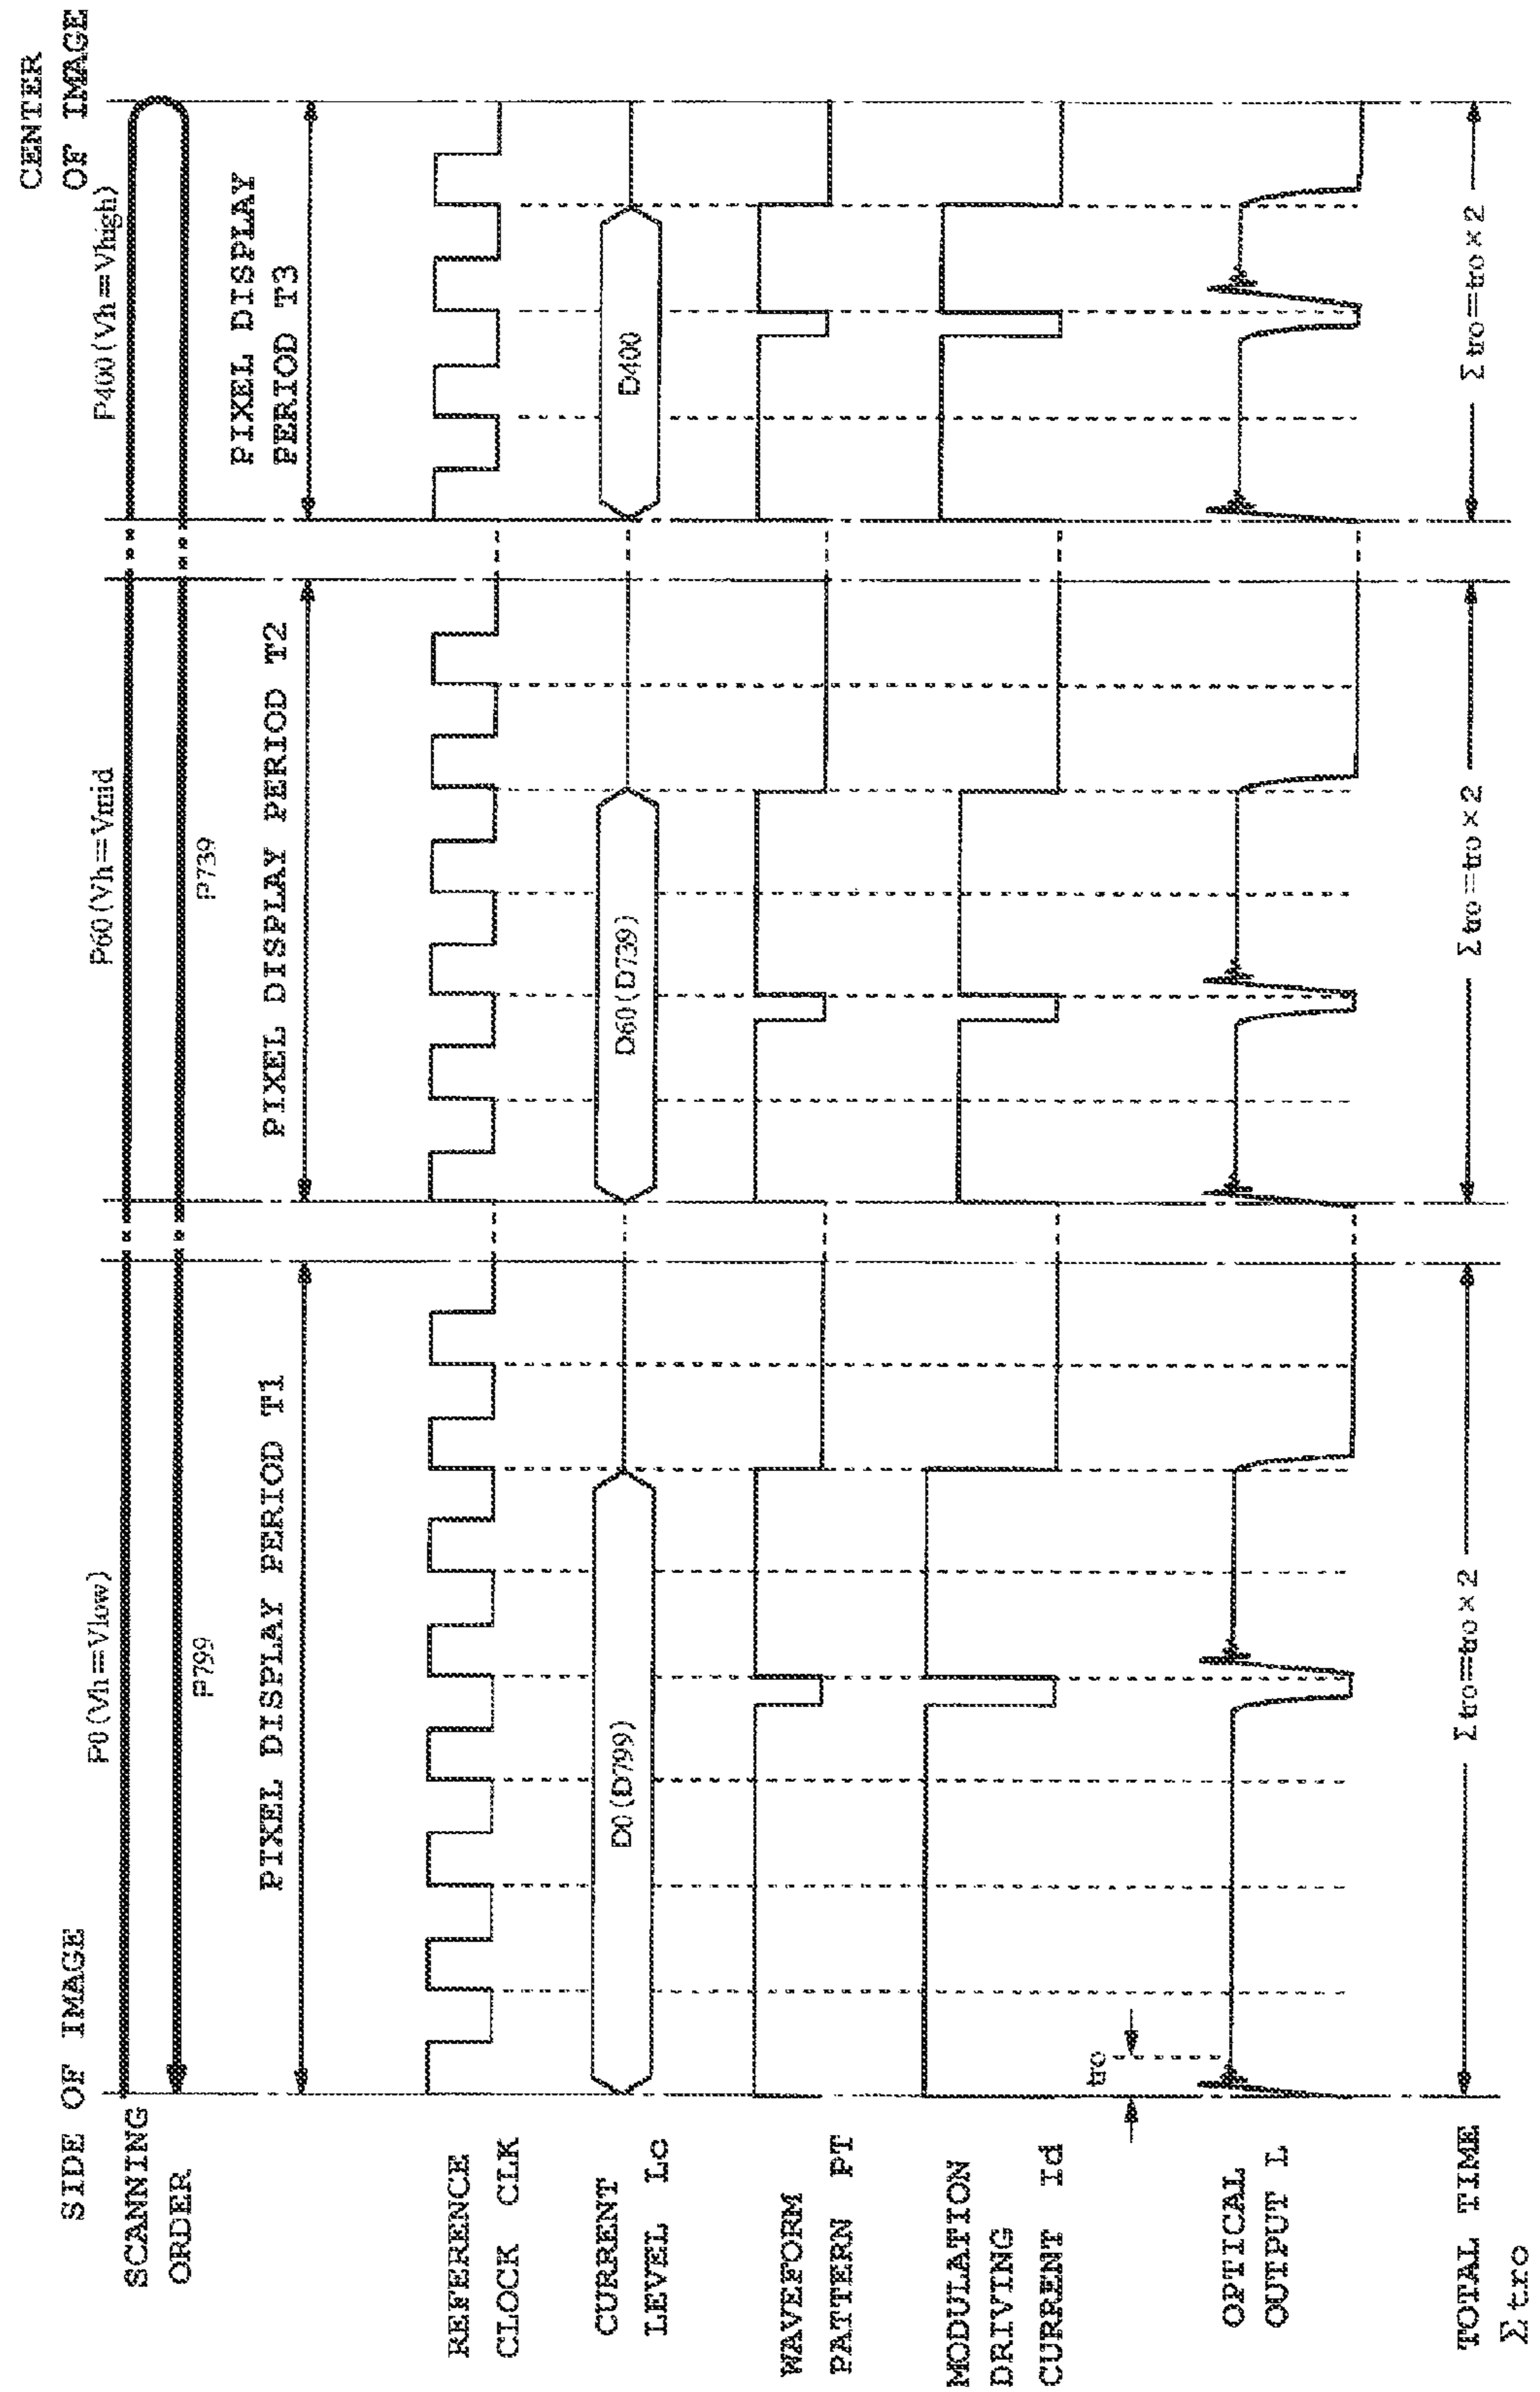 SIDE OF IMAGE
CENTER
OF IMAGE
SCANNING
ORDER
P0(Vh=Vlow)
P799
P60(Vh=Vmid
P739
P400(Vh=Vhigh)
PIXEL DISPLAY PERIOD T1
PIXEL DISPLAY PERIOD T2
PIXEL DISPLAY
PERIOD T3
REFERENCE
CLOCK CLK
CURRENT
LEVEL Lc
D0(D799)
D60(D739)
D400
WAVEFORM
PATTERN PT
MODULATION
DRIVING
CURRENT Id
tro
OPTICAL
OUTPUT L
TOTAL TIME
Σtro
Σtro=tro×2
Σtro=tro×2
Σtro=tro×2